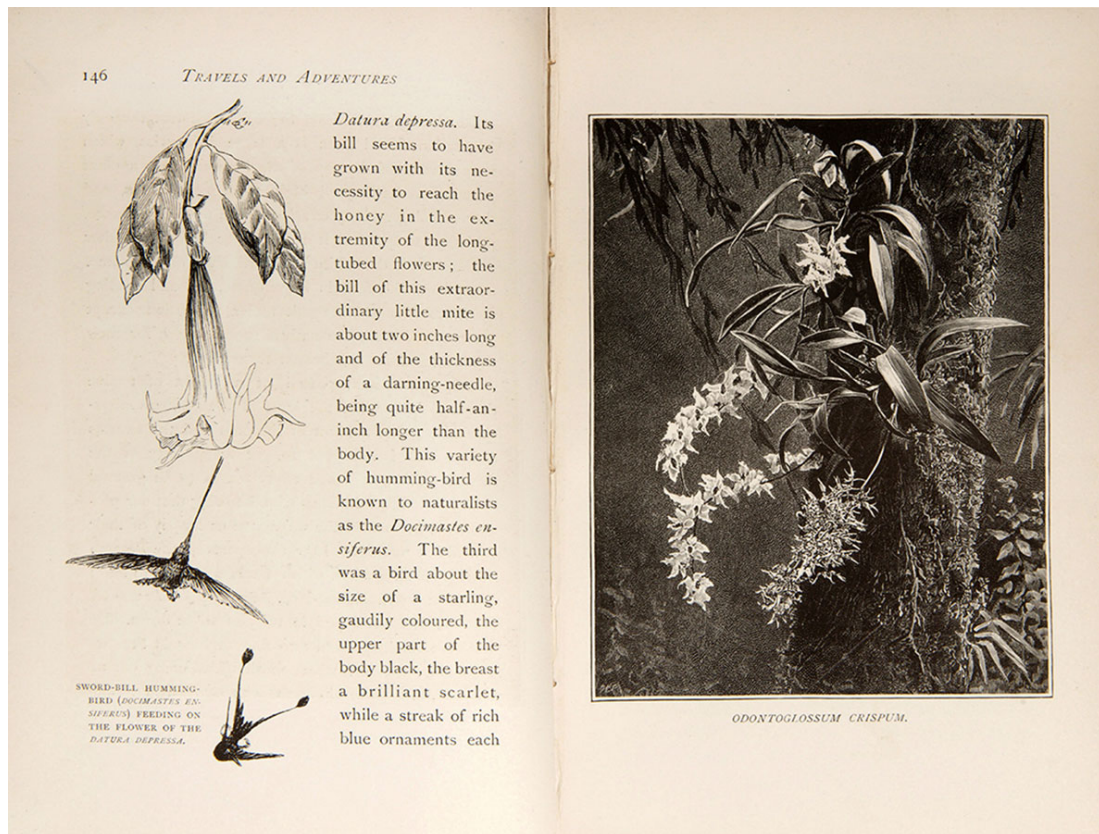 146
TRAVELS AND ADVENTURES
Datura depressa. Its
bill seems to have
grown with its ne-
cessity to reach the
honey in the ex-
tremity of the long-
tubed flowers; the
bill of this extraor-
dinary little mite is
about two inches long
and of the thickness
of a darning-needle,
being quite half-an-
inch longer than the
body. This variety
of humming-bird is
known to naturalists
as the Docimastes en-
siferus. The third
was a bird about the
size of a starling,
gaudily coloured, the
upper part of the
body black, the breast
a brilliant scarlet,
while a streak of rich
blue ornaments each
SWORD-BILL HUMMING-
BIRD (DOCIMASTES EN-
SIFERUS) FEEDING ON
THE FLOWER OF THE
DATURA DEPRESSA.
ODONTOGLOSSUM CRISPUM.